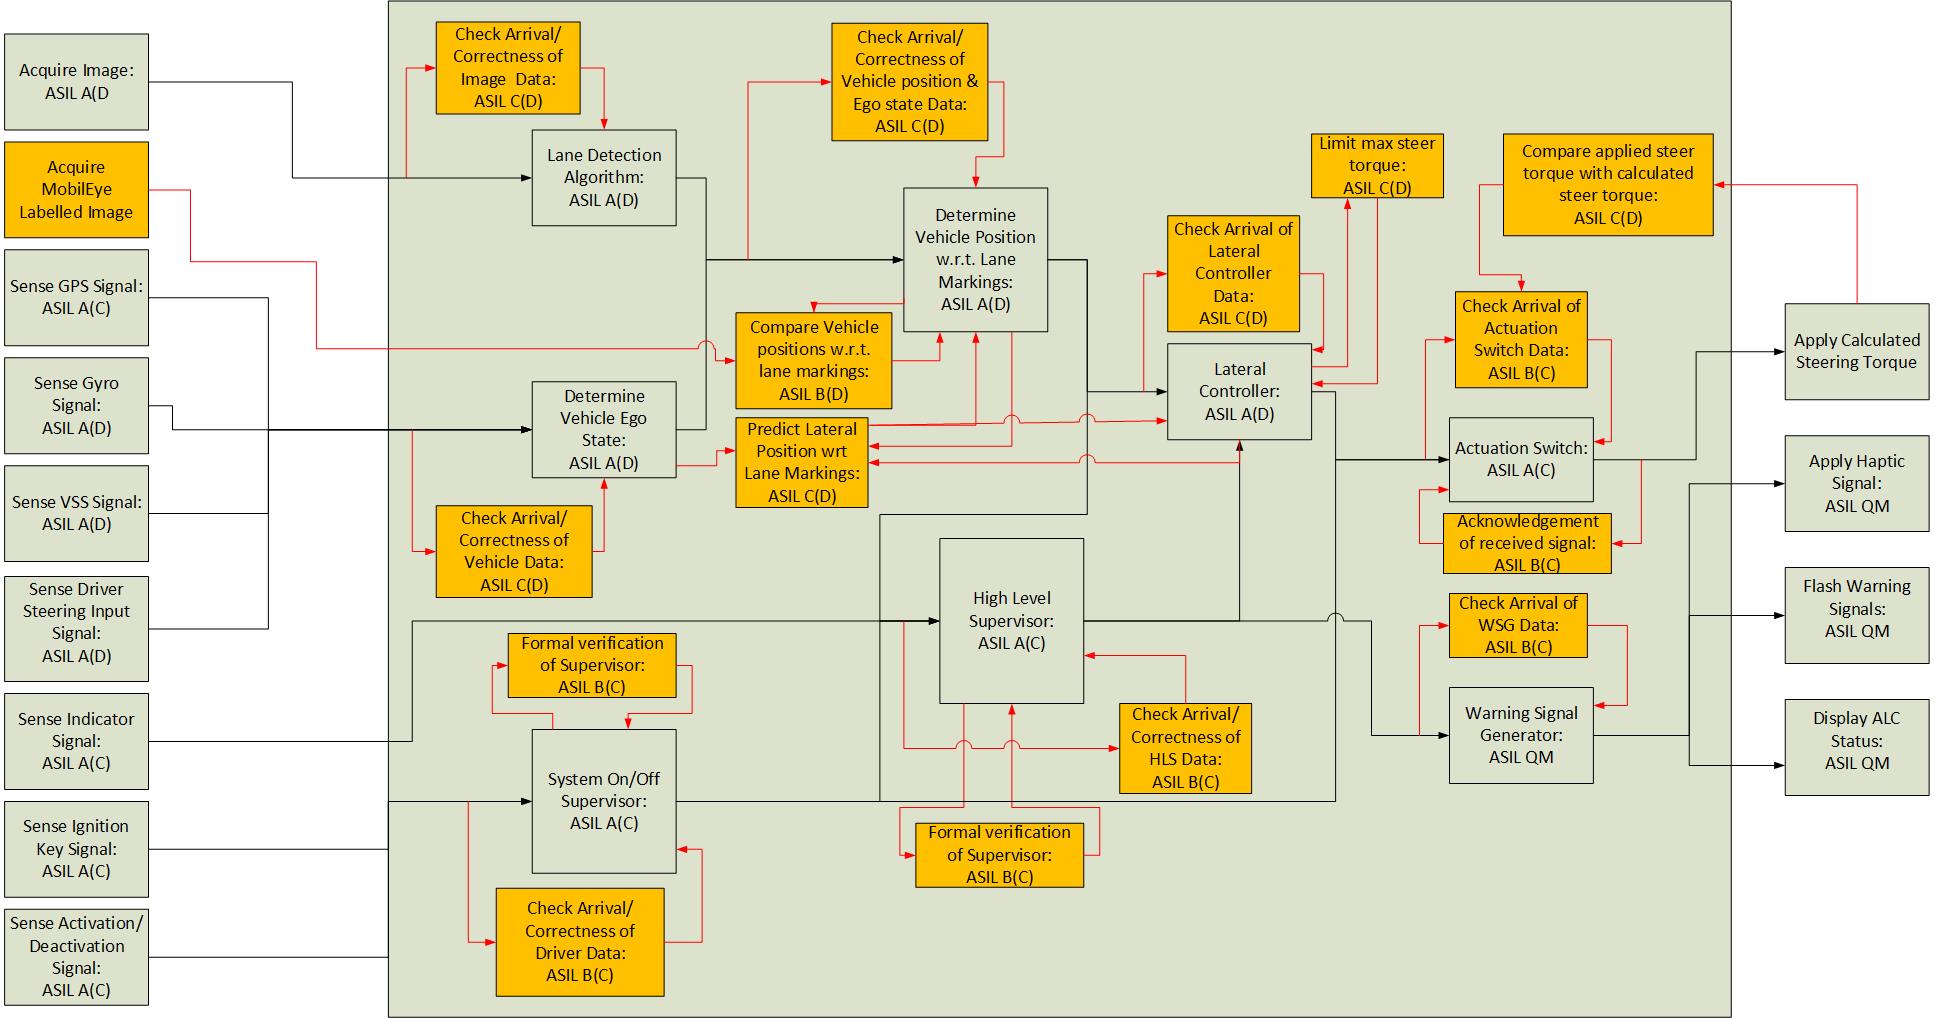 Acquire Image:
ASIL A(D
Acquire
MobilEye
Labelled Image
Sense GPS Signal:
ASIL A(C)
Sense Gyro
Signal:
ASIL A(D)
Sense VSS Signal:
ASIL A(D)
Sense Driver
Steering Input
Signal:
ASIL A(D)
Sense Indicator
Signal:
ASIL A(C)
Sense Ignition
Key Signal:
ASIL A(C)
Sense Activation/
Deactivation
Signal:
ASIL A(C)
Check Arrival/
Correctness of
Image Data:
ASIL C(D)
Lane Detection
Algorithm:
ASIL A(D)
Determine
Vehicle Ego
State:
ASIL A(D)
Check Arrival/
Correctness of
Vehicle Data:
ASIL C(D)
Formal verification
of Supervisor:
ASIL B(C)
System On/Off
Supervisor:
ASIL A(C)
Check Arrival/
Correctness of
Driver Data:
ASIL B(C)
Check Arrival/
Correctness of
Vehicle position &
Ego state Data:
ASIL C(D)
Determine
Vehicle Position
w.r.t. Lane
Markings:
ASIL A(D)
Compare Vehicle
positions w.r.t.
lane markings:
ASIL B(D)
Predict Lateral
Position wrt
Lane Markings:
ASIL C(D)
High Level
Supervisor:
ASIL A(C)
Formal verification
of Supervisor:
ASIL B(C)
Check Arrival/
Correctness of
HLS Data:
ASIL B(C)
Limit max steer
torque:
ASIL C(D)
Check Arrival of
Lateral
Controller
Data:
ASIL C(D)
Lateral
Controller:
ASIL A(D)
Compare applied steer
torque with calculated
steer torque:
ASIL C(D)
Check Arrival of
Actuation
Switch Data:
ASIL B(C)
Actuation Switch:
ASIL A(C)
Acknowledgement
of received signal:
ASIL B(C)
Check Arrival of
WSG Data:
ASIL B(C)
Warning Signal
Generator:
ASIL QM
Apply Calculated
Steering Torque
Apply Haptic
Signal:
ASIL QM
Flash Warning
Signals:
ASIL QM
Display ALC
Status:
ASIL QM